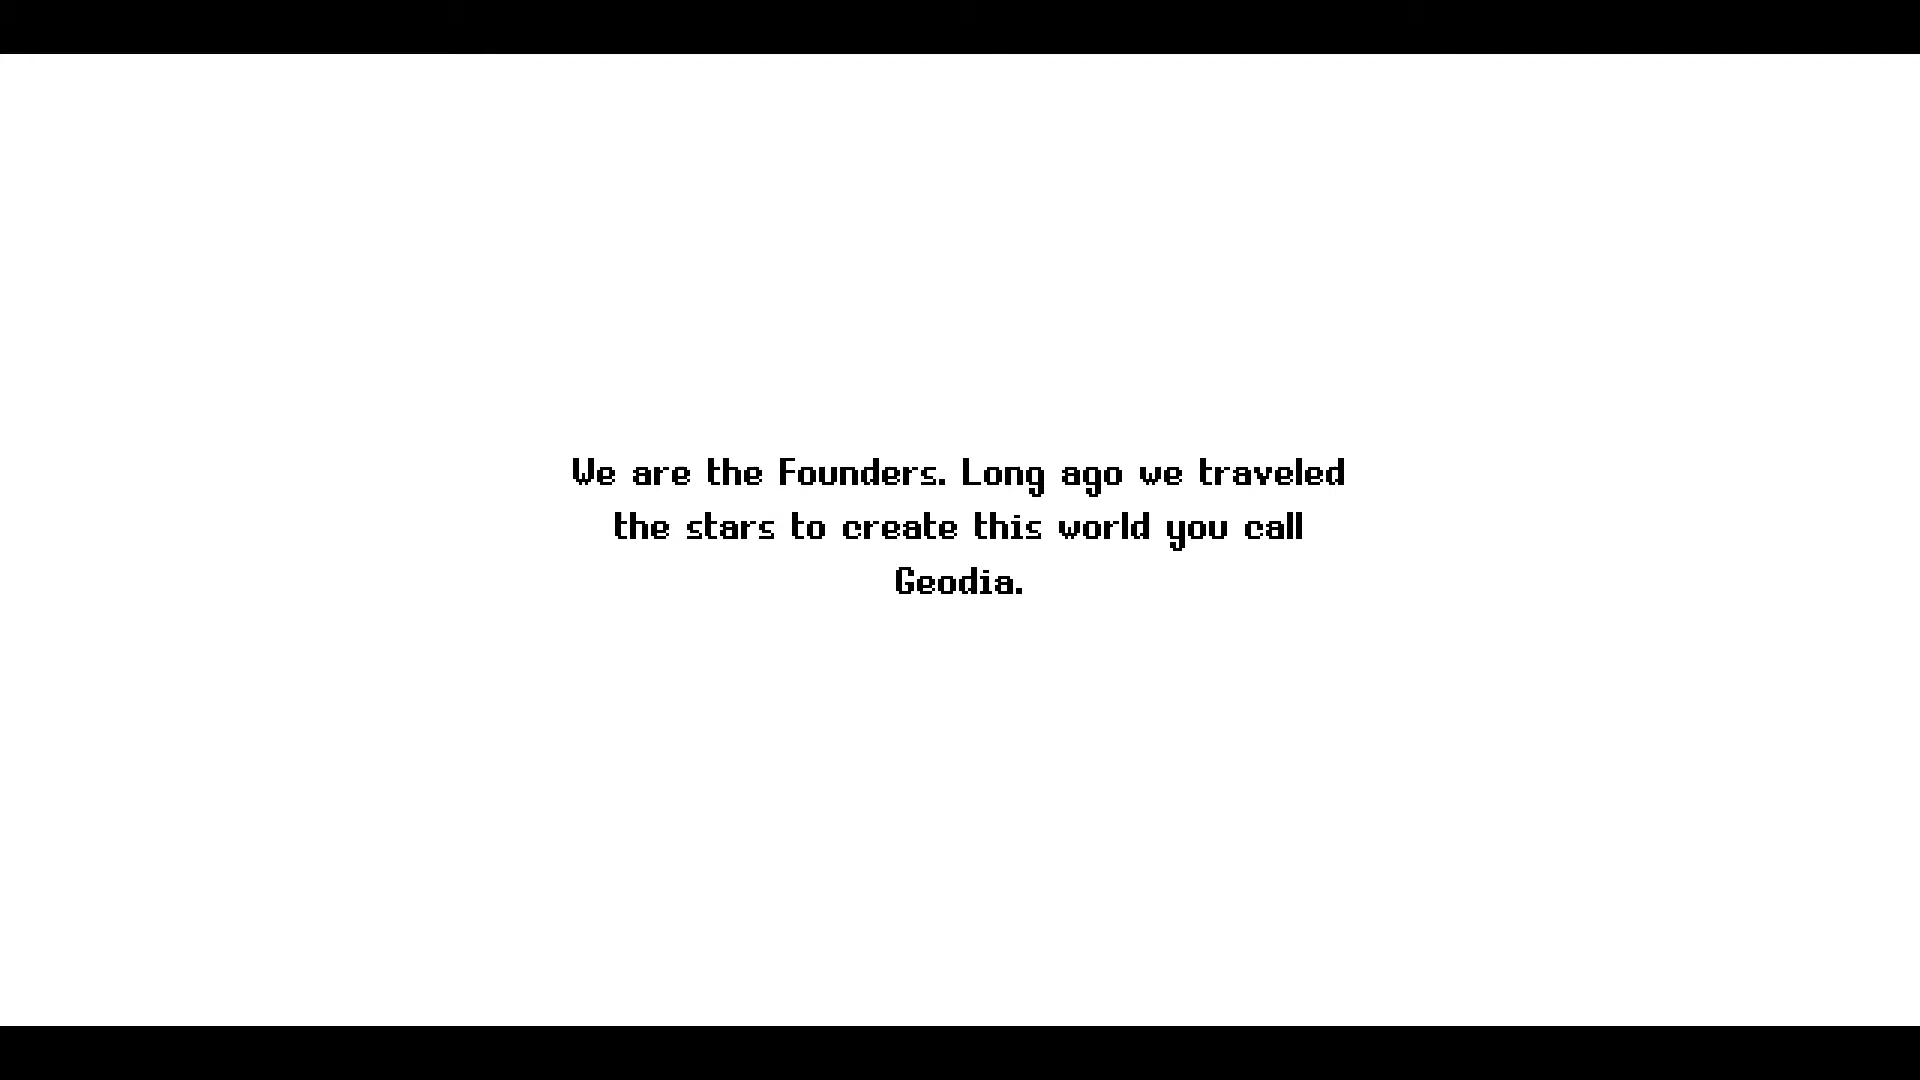 We are the Founders. Long ago we traveled
the stars to create this world you call
Geodia.